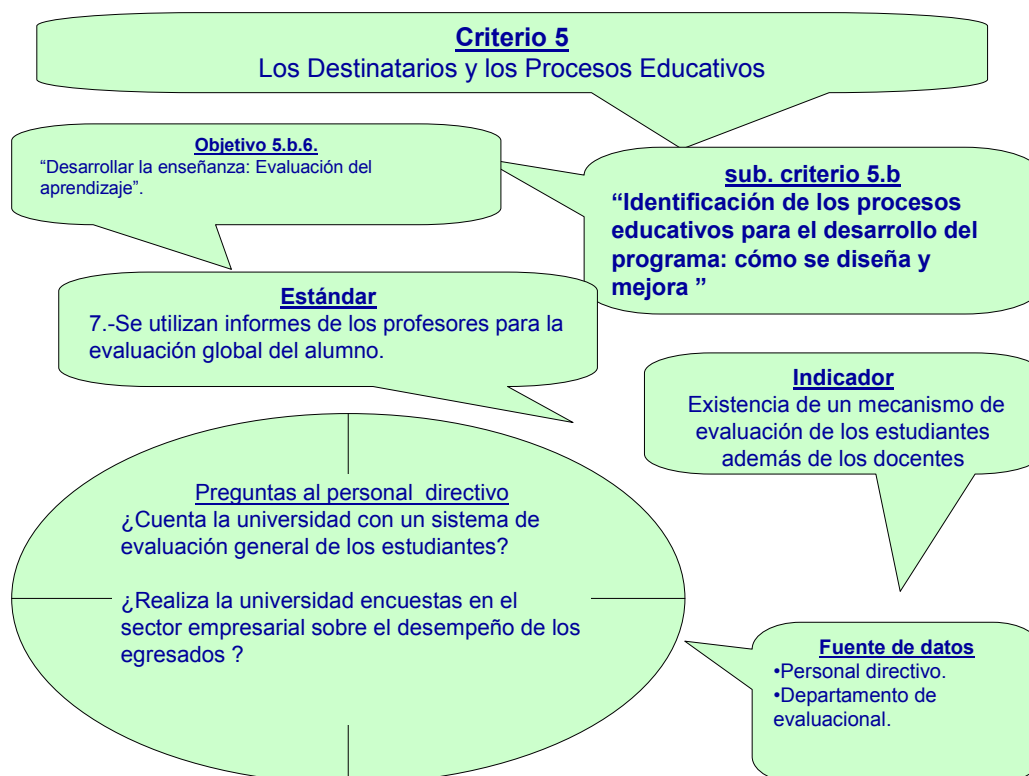 Criterio 5
Los Destinatarios y los Procesos Educativos
Objetivo 5.b.6.
“Desarrollar la enseñanza: Evaluación del
aprendizaje”.
sub. criterio 5.b
“Identificación de los procesos
educativos para el desarrollo del
programa: cómo se diseña y
mejora ”
Estándar
7.-Se utilizan informes de los profesores para la
evaluación global del alumno.
Indicador
Existencia de un mecanismo de
evaluación de los estudiantes
además de los docentes
Preguntas al personal  directivo
¿Cuenta la universidad con un sistema de
evaluación general de los estudiantes?
¿Realiza la universidad encuestas en el
sector empresarial sobre el desempeño de los
egresados ?
Fuente de datos
•Personal directivo.
•Departamento de
evaluacional.